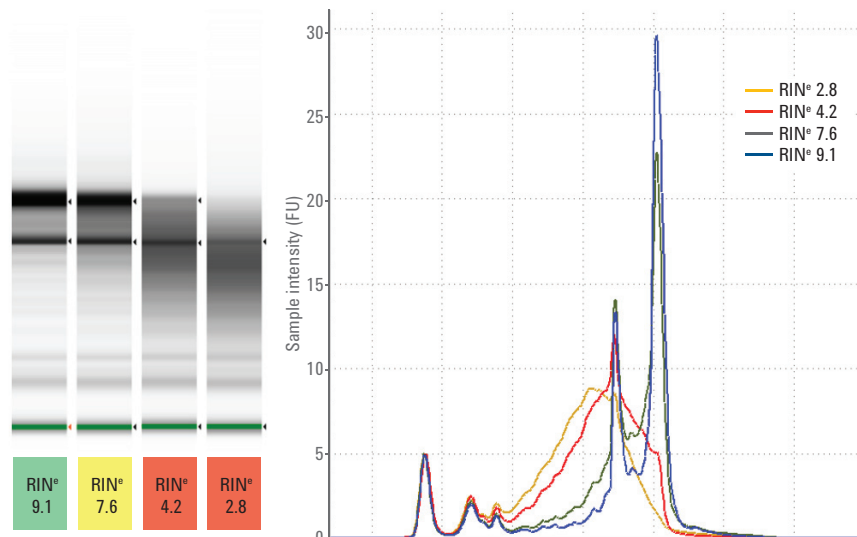 RINᵉ
9.1
RINᵉ
7.6
RINᵉ
4.2
RINᵉ
2.8
Sample intensity (FU)
30
25
20
15
10
5
0
RINᵉ 2.8
RINᵉ 4.2
RINᵉ 7.6
RINᵉ 9.1